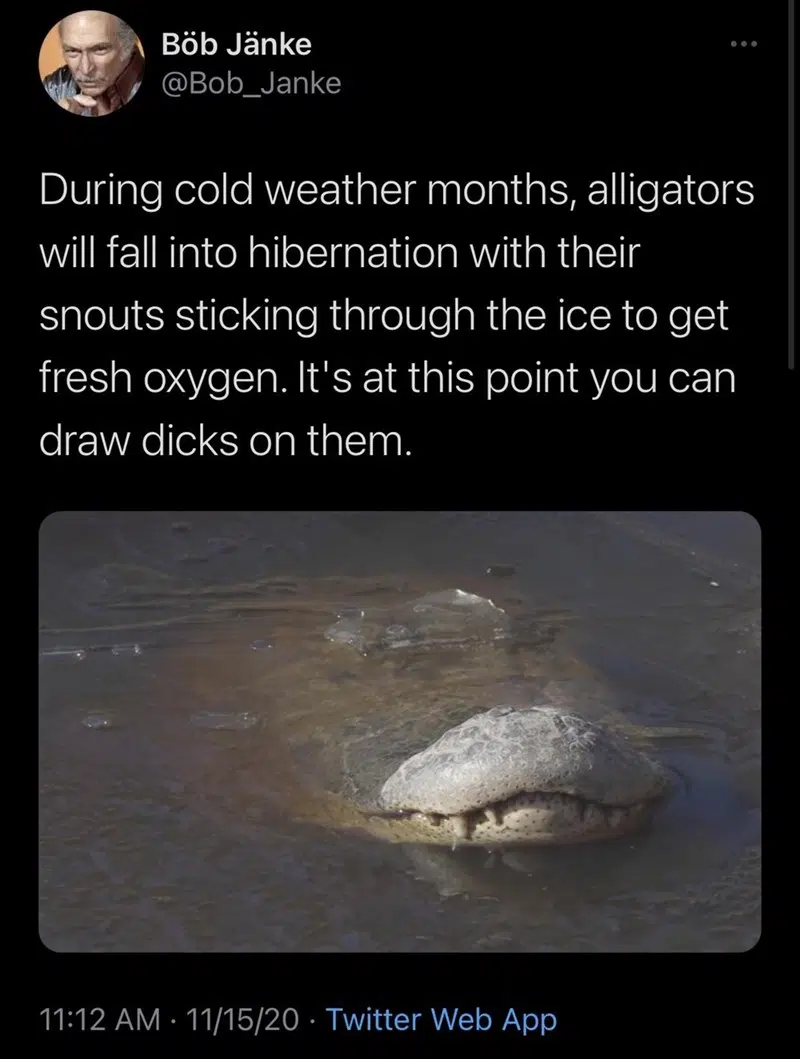 Böb Jänke
@Bob_Janke
During cold weather months, alligators
will fall into hibernation with their
snouts sticking through the ice to get
fresh oxygen. It's at this point you can
draw dicks on them.
11:12 AM · 11/15/20 · Twitter Web App